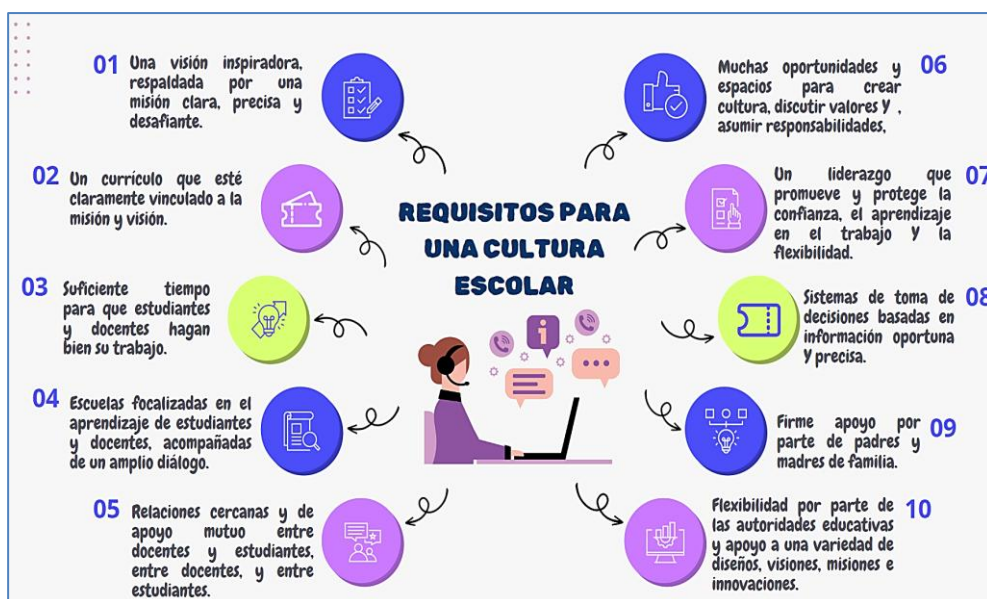 REQUISITOS PARA
UNA CULTURA
ESCOLAR
01
Una visión inspiradora,
respaldada por una
misión clara, precisa y
desafiante.
02
Un currículo que esté
claramente vinculado a la
misión y visión.
03
Suficiente tiempo
para que estudiantes
y docentes hagan
bien su trabajo.
04
Escuelas focalizadas en el
aprendizaje de estudiantes
y docentes, acompañadas
de un amplio diálogo.
05
Relaciones cercanas y de
apoyo mutuo entre
docentes y estudiantes,
entre docentes, y entre
estudiantes.
06
Muchas oportunidades y
espacios para crear
cultura, discutir valores Y ,
asumir responsabilidades,
07
Un liderazgo que
promueve y protege la
confianza, el aprendizaje
en el trabajo Y la
flexibilidad.
08
Sistemas de toma de
decisiones basadas en
información oportuna
Y precisa.
09
Firme apoyo por
parte de padres y
madres de familia.
10
Flexibilidad por parte de
las autoridades educativas
y apoyo a una variedad de
diseños, visiones, misiones e
innovaciones.